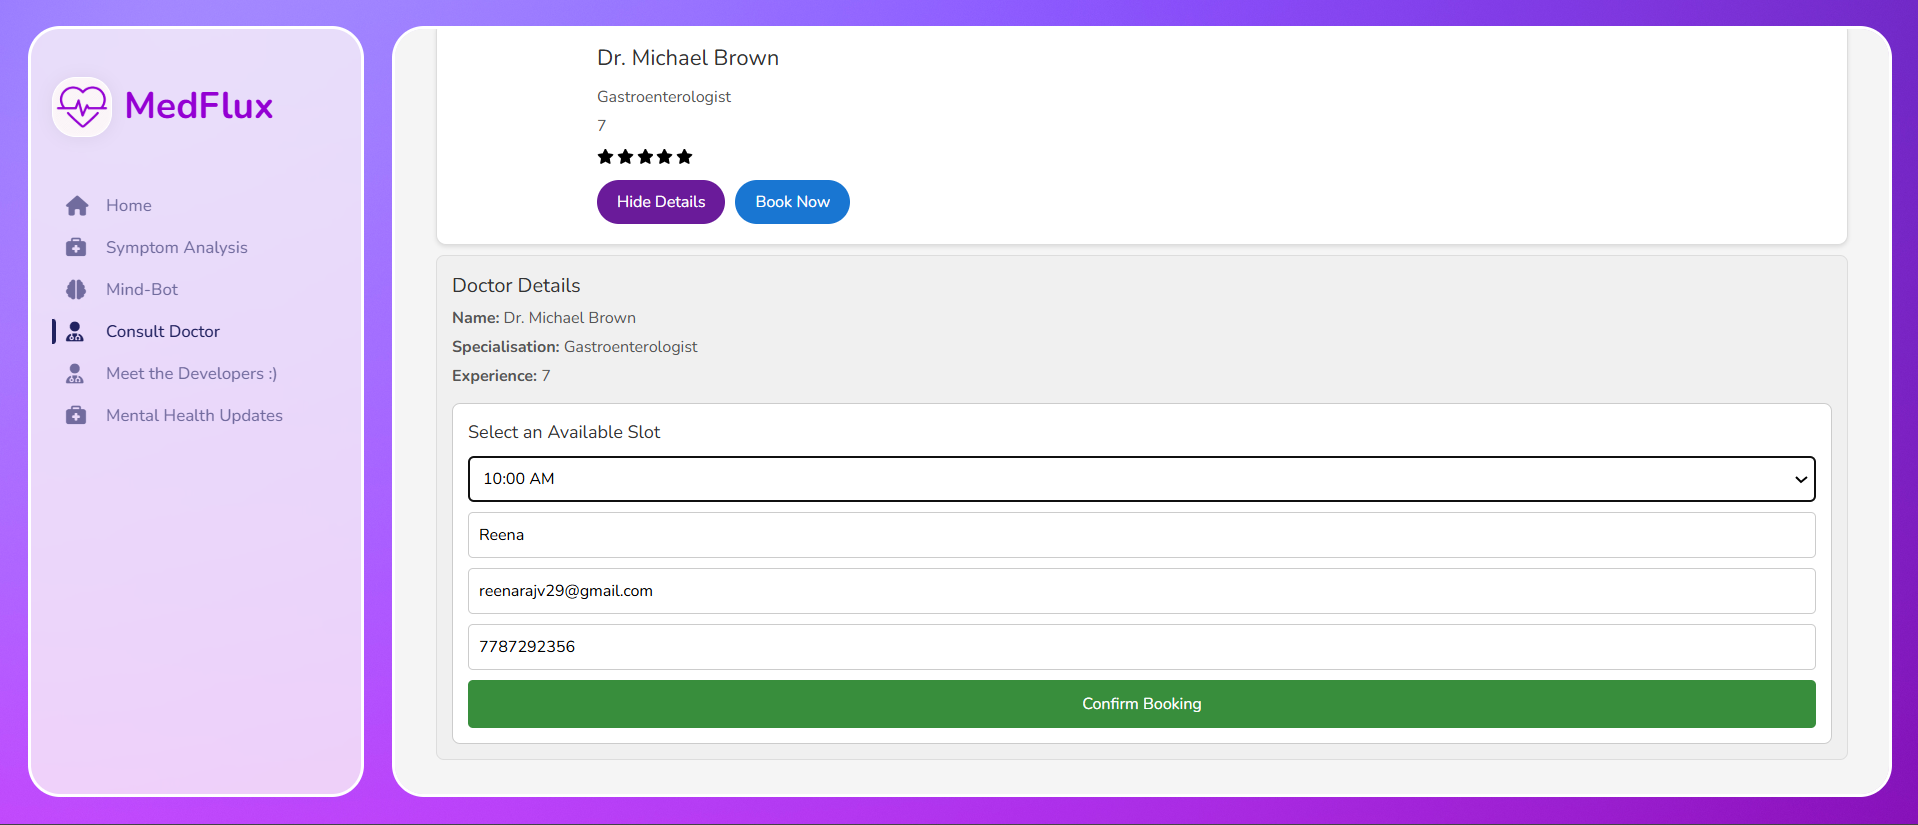 MedFlux
Home
Symptom Analysis
Mind-Bot
Consult Doctor
Meet the Developers :)
Mental Health Updates
Dr. Michael Brown
Gastroenterologist
7
Hide Details
Book Now
Doctor Details
Name: Dr. Michael Brown
Specialisation: Gastroenterologist
Experience: 7
Select an Available Slot
10:00 AM
Reena
reenarajv29@gmail.com
7787292356
Confirm Booking